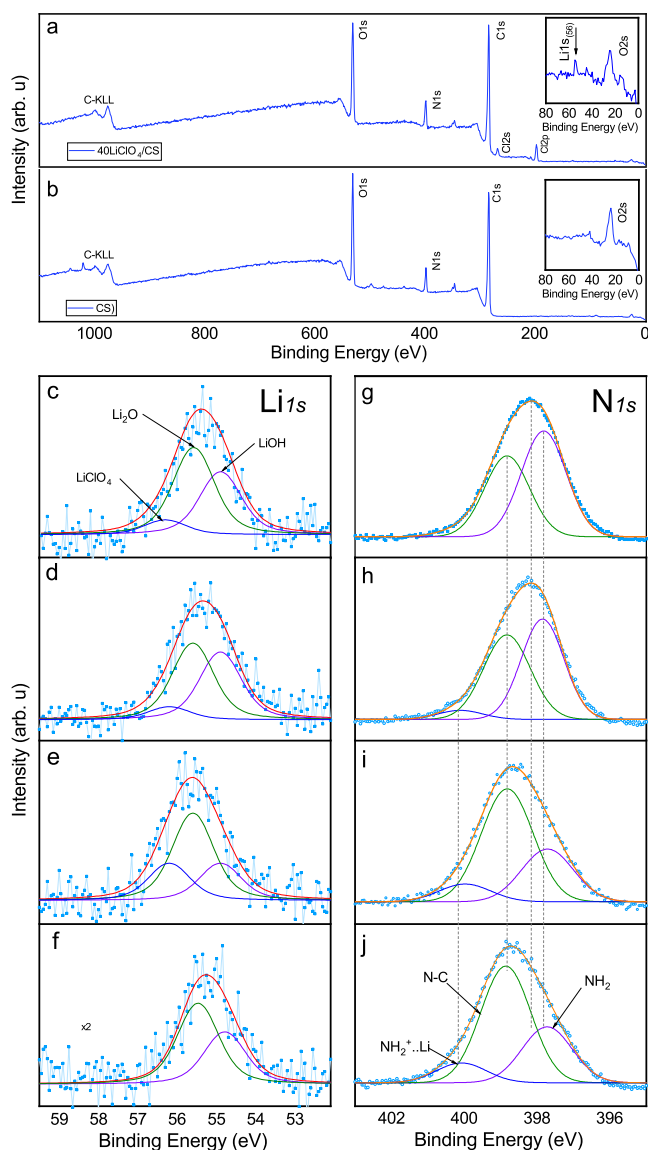 a
O1s
C1s
Li1s(56)
O2s
C-KLL
N1s
Cl2s
Cl2p
80 60 40 20 0
Binding Energy (eV)
40LiClO4/CS
Intensity (arb. u)
b
O1s
C1s
O2s
C-KLL
N1s
80 60 40 20 0
Binding Energy (eV)
CS)
1000 800 600 400 200 0
Binding Energy (eV)
c
Li1s
Li2O
LiOH
LiClO4
g
N1s
d
h
Intensity (arb. u)
e
i
f
x2
j
N-C
NH2
NH2+..Li
59 58 57 56 55 54 53
Binding Energy (eV)
402 400 398 396
Binding Energy (eV)